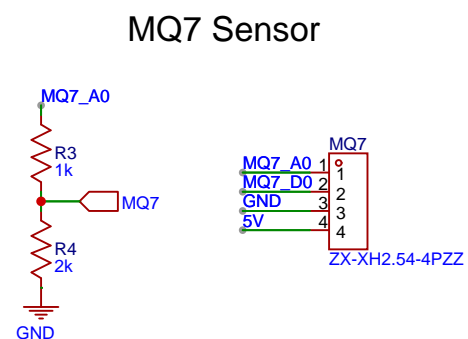 MQ7 Sensor
MQ7_A0
R3
1k
MQ7
R4
2k
GND
MQ7
MQ7_A0 1 1
MQ7_D0 2 2
GND 3 3
5V 4 4
ZX-XH2.54-4PZZ